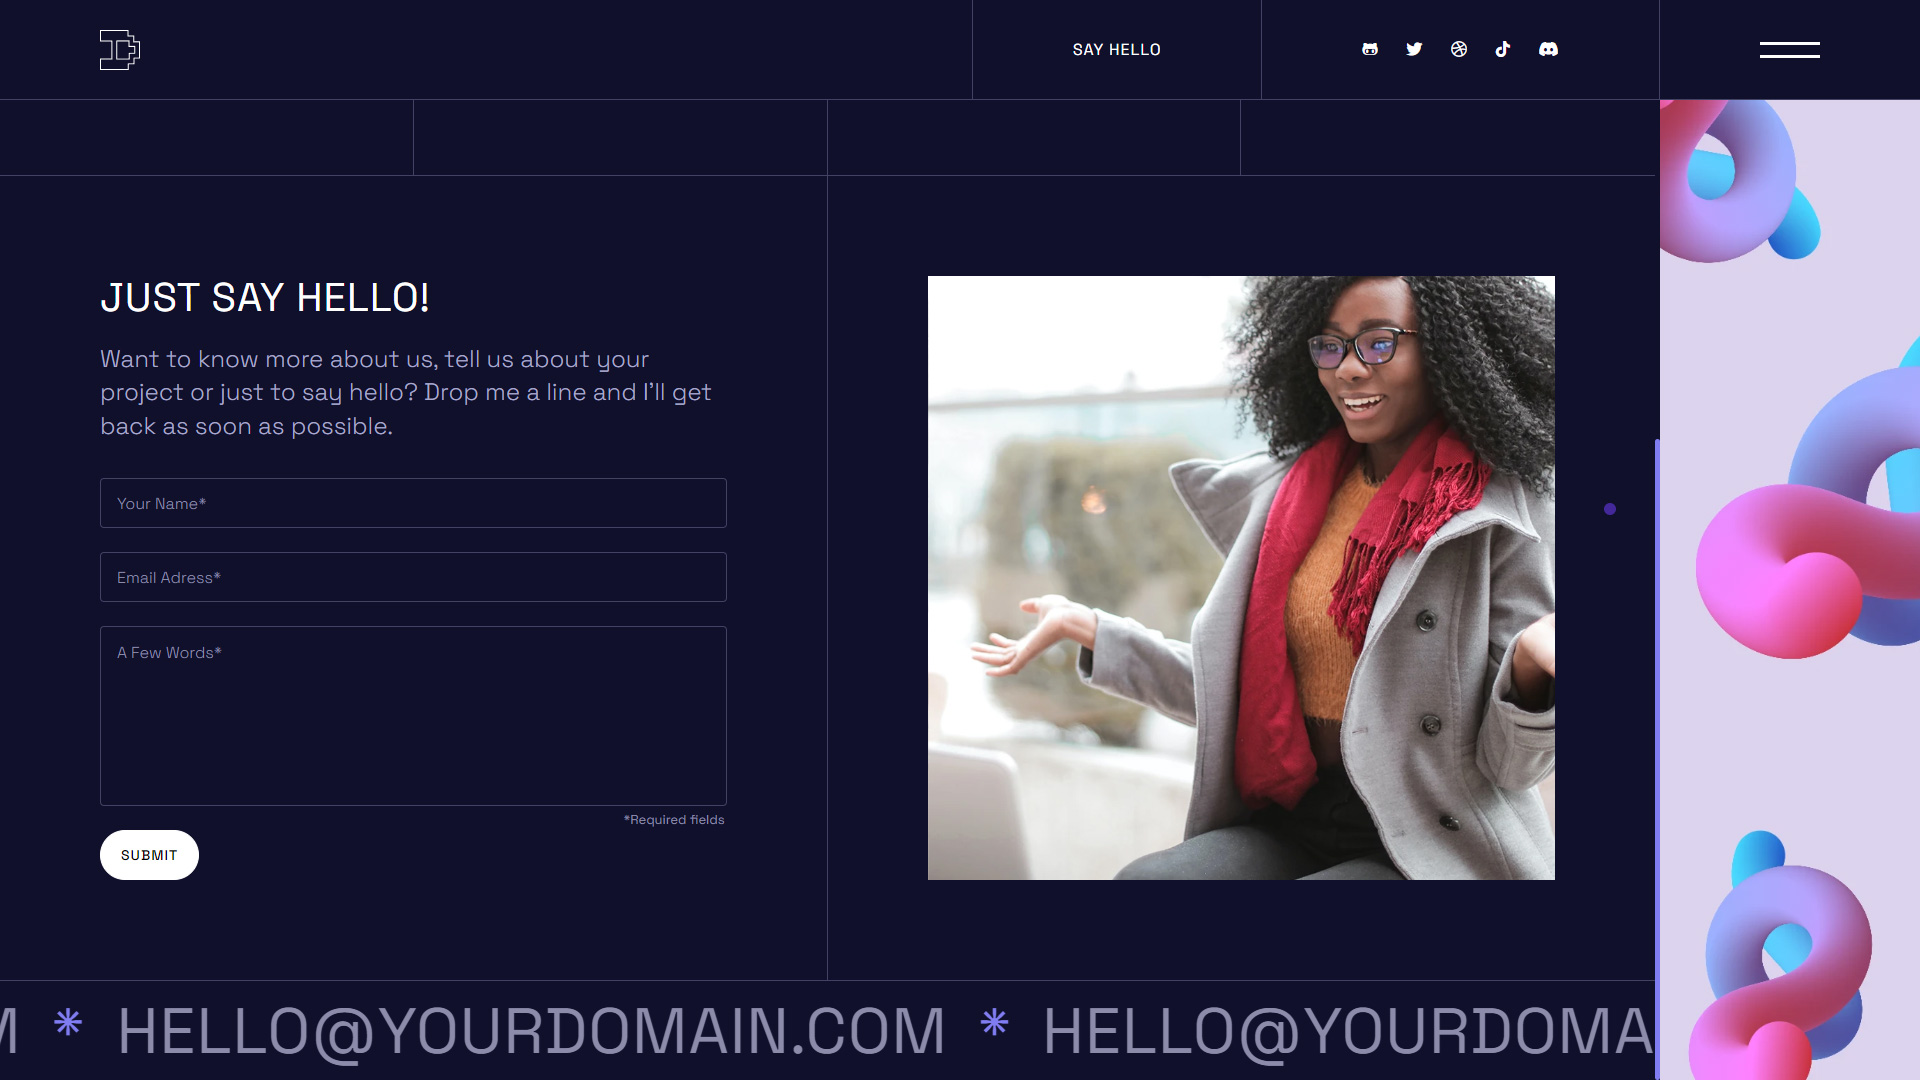 SAY HELLO
JUST SAY HELLO!
Want to know more about us, tell us about your
project or just to say hello? Drop me a line and I'll get
back as soon as possible.
Your Name*
Email Adress*
A Few Words*
*Required fields
SUBMIT
M * HELLO@YOURDOMAIN.COM * HELLO@YOURDOMA